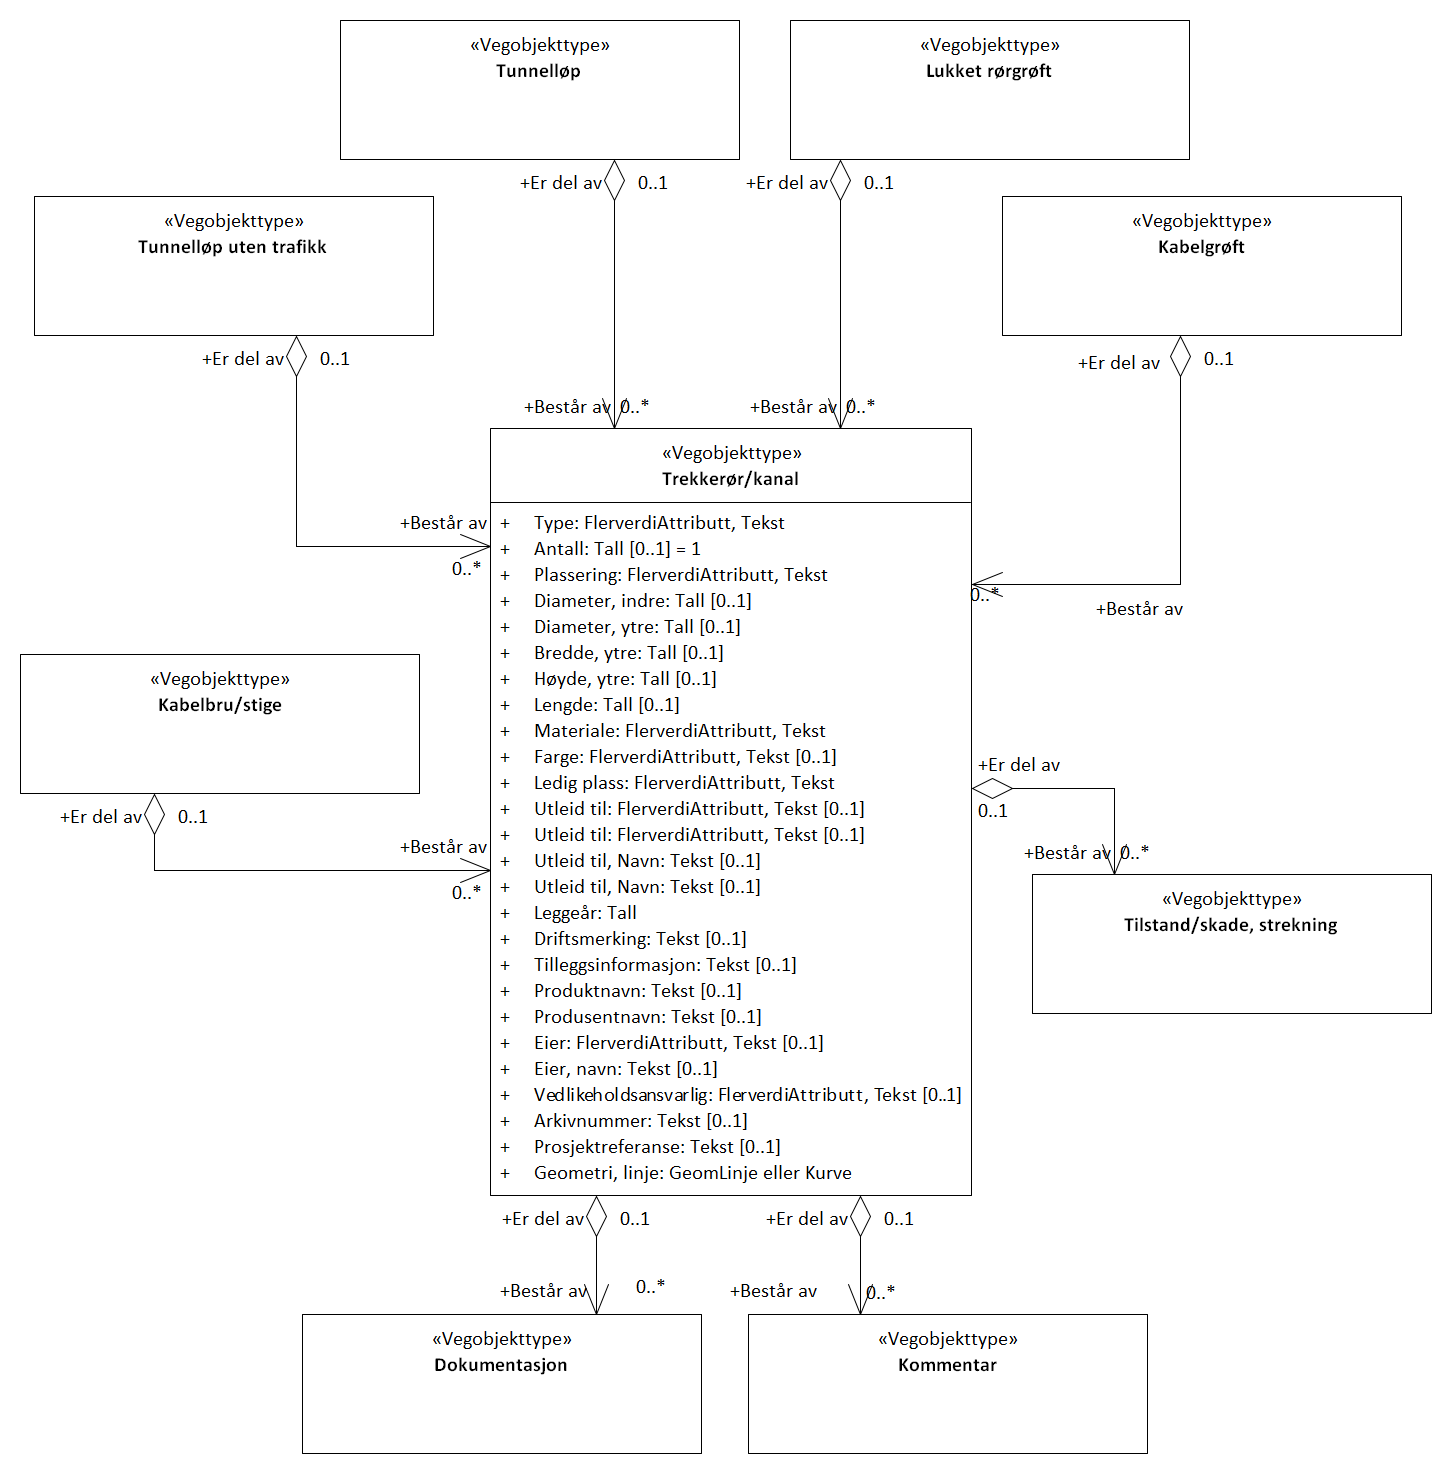 «Vegobjekttype»
Tunnelløp
«Vegobjekttype»
Lukket rørgrøft
+Er del av
0..1
+Er del av
0..1
«Vegobjekttype»
Tunnelløp uten trafikk
«Vegobjekttype»
Kabelgrøft
+Er del av
0..1
+Er del av
0..1
+Består av
0..*
+Består av
0..*
«Vegobjekttype»
Trekkerør/kanal
+ Type: FlerverdiAttributt, Tekst
+ Antall: Tall [0..1] = 1
+ Plassering: FlerverdiAttributt, Tekst
+ Diameter, indre: Tall [0..1]
+ Diameter, ytre: Tall [0..1]
+ Bredde, ytre: Tall [0..1]
+ Høyde, ytre: Tall [0..1]
+ Lengde: Tall [0..1]
+ Materiale: FlerverdiAttributt, Tekst
+ Farge: FlerverdiAttributt, Tekst [0..1]
+ Ledig plass: FlerverdiAttributt, Tekst
+ Utleid til: FlerverdiAttributt, Tekst [0..1]
+ Utleid til: FlerverdiAttributt, Tekst [0..1]
+ Utleid til, Navn: Tekst [0..1]
+ Utleid til, Navn: Tekst [0..1]
+ Leggeår: Tall
+ Driftsmerking: Tekst [0..1]
+ Tilleggsinformasjon: Tekst [0..1]
+ Produktnavn: Tekst [0..1]
+ Produsentnavn: Tekst [0..1]
+ Eier: FlerverdiAttributt, Tekst [0..1]
+ Eier, navn: Tekst [0..1]
+ Vedlikeholdsansvarlig: FlerverdiAttributt, Tekst [0..1]
+ Arkivnummer: Tekst [0..1]
+ Prosjektreferanse: Tekst [0..1]
+ Geometri, linje: GeomLinje eller Kurve
+Består av
0..*
0..*
+Består av
«Vegobjekttype»
Kabelbru/stige
+Er del av
0..1
+Består av
0..*
+Er del av
0..1
+Består av
0..*
«Vegobjekttype»
Tilstand/skade, strekning
+Er del av
0..1
+Er del av
0..1
+Består av
0..*
+Består av
0..*
«Vegobjekttype»
Dokumentasjon
«Vegobjekttype»
Kommentar